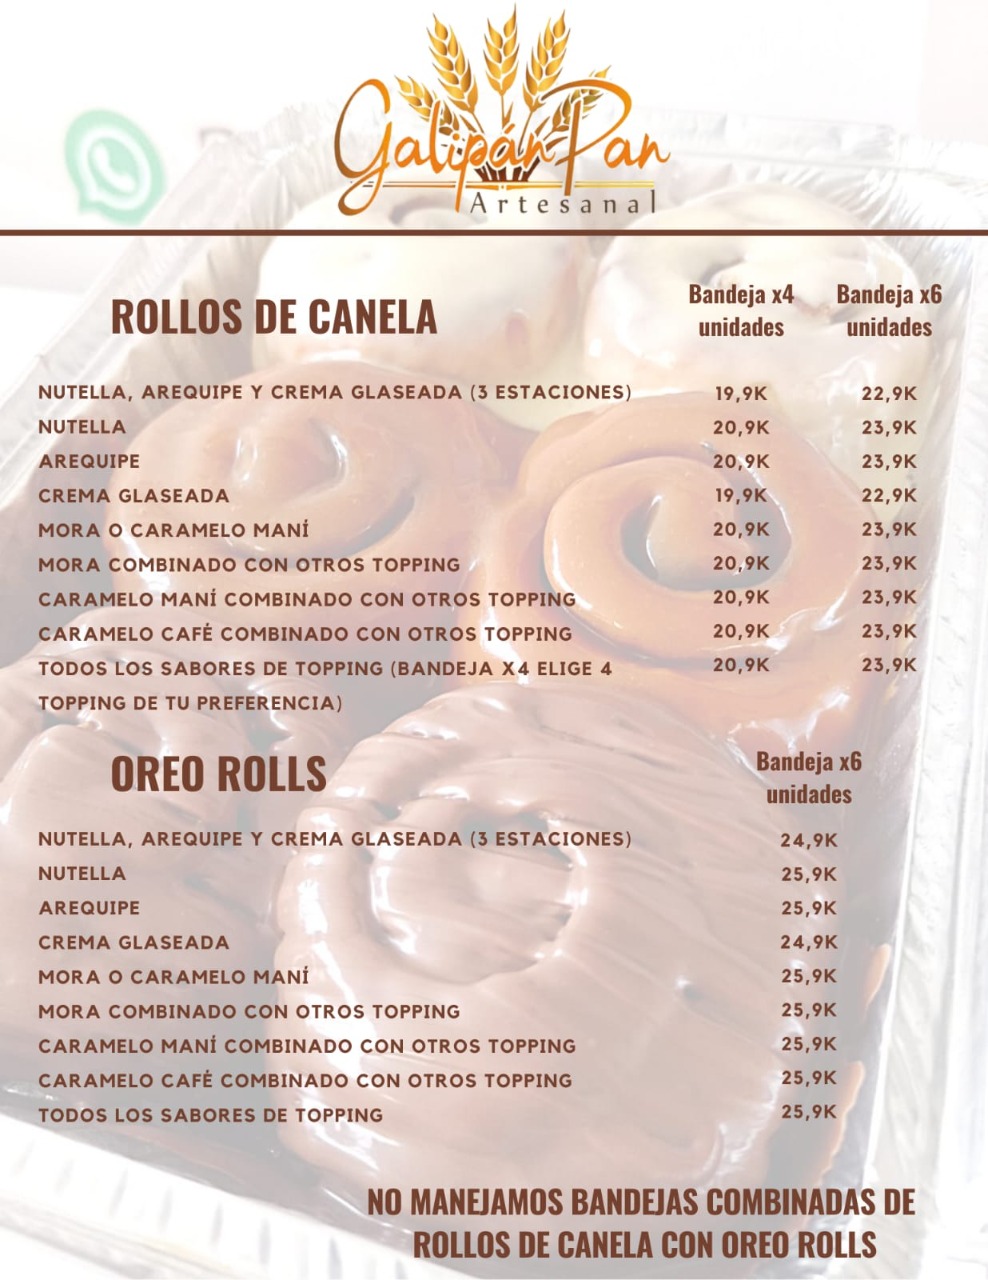 Galipán Pan
Artesanal
ROLLOS DE CANELA
Bandeja x4 unidades
Bandeja x6 unidades
NUTELLA, AREQUIPE Y CREMA GLASEADA (3 ESTACIONES) 19,9K 22,9K
NUTELLA 20,9K 23,9K
AREQUIPE 20,9K 23,9K
CREMA GLASEADA 19,9K 22,9K
MORA O CARAMELO MANÍ 20,9K 23,9K
MORA COMBINADO CON OTROS TOPPING 20,9K 23,9K
CARAMELO MANÍ COMBINADO CON OTROS TOPPING 20,9K 23,9K
CARAMELO CAFÉ COMBINADO CON OTROS TOPPING 20,9K 23,9K
TODOS LOS SABORES DE TOPPING (BANDEJA X4 ELIGE 4 20,9K 23,9K
TOPPING DE TU PREFERENCIA)
OREO ROLLS
Bandeja x6
unidades
NUTELLA, AREQUIPE Y CREMA GLASEADA (3 ESTACIONES) 24,9K
NUTELLA 25,9K
AREQUIPE 25,9K
CREMA GLASEADA 24,9K
MORA O CARAMELO MANÍ 25,9K
MORA COMBINADO CON OTROS TOPPING 25,9K
CARAMELO MANÍ COMBINADO CON OTROS TOPPING 25,9K
CARAMELO CAFÉ COMBINADO CON OTROS TOPPING 25,9K
TODOS LOS SABORES DE TOPPING 25,9K
NO MANEJAMOS BANDEJAS COMBINADAS DE
ROLLOS DE CANELA CON OREO ROLLS